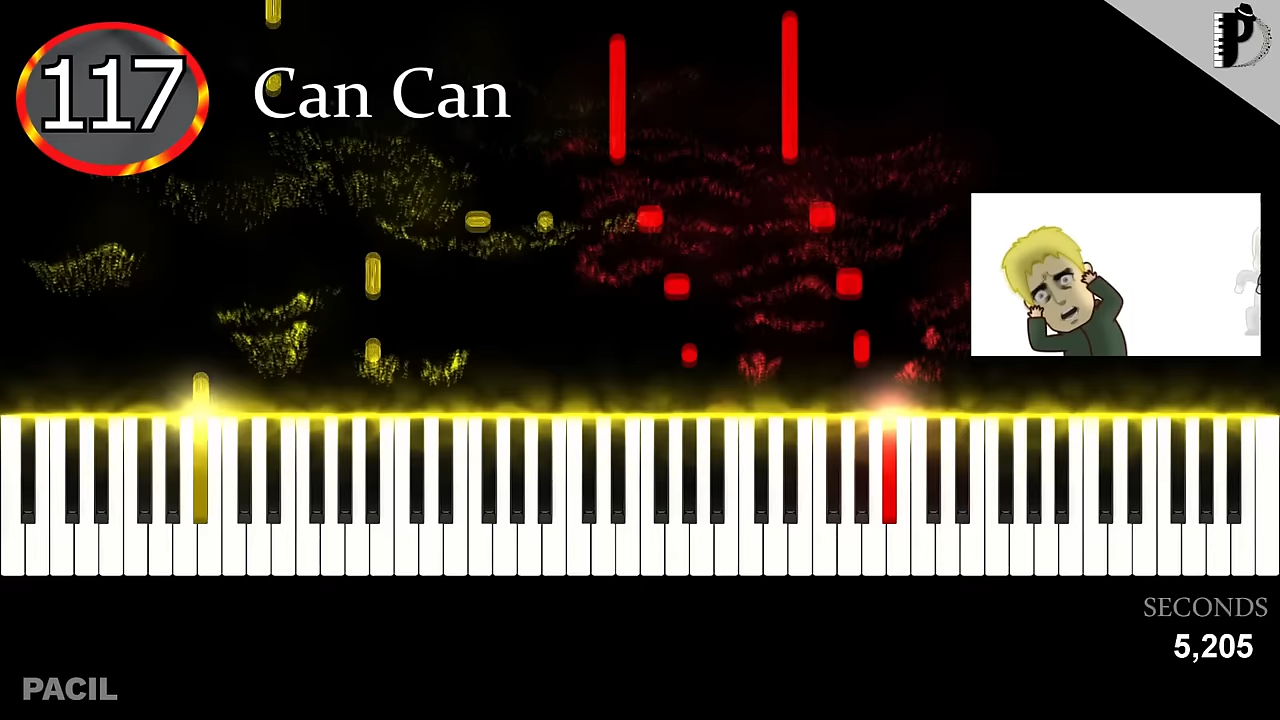 117
Can Can
P
SECONDS
5,205
PACIL